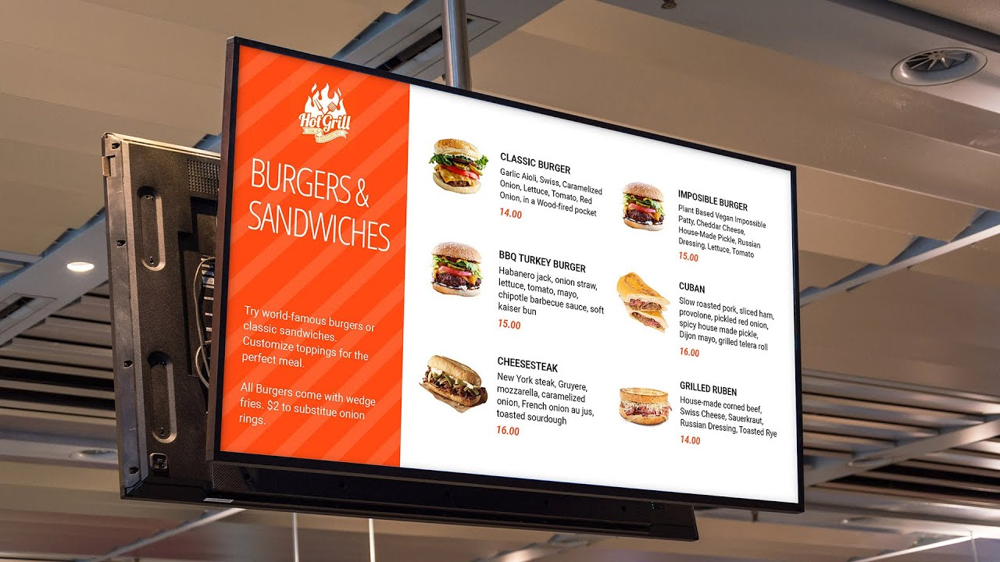 Hot Grill
BURGERS &
SANDWICHES
Try world-famous burgers or
classic sandwiches.
Customize toppings for the
perfect meal.
All Burgers come with wedge
fries. $2 to substitue onion
rings.
CLASSIC BURGER
Garlic Aioli, Swiss, Caramelized
Onion, Lettuce, Tomato, Red
Onion, in a Wood-fired pocket
14.00
BBQ TURKEY BURGER
Habanero jack, onion straw,
lettuce, tomato, mayo,
chipotle barbecue sauce, soft
kaiser bun
15.00
CHEESESTEAK
New York steak, Gruyere,
mozzarella, caramelized
onion, French onion au jus,
toasted sourdough
16.00
IMPOSIBLE BURGER
Plant Based Vegan Impossible
Patty, Cheddar Cheese,
House-Made Pickle, Russian
Dressing, Lettuce, Tomato
15.00
CUBAN
Slow roasted pork, sliced ham,
provolone, pickled red onion,
spicy house made pickle,
Dijon mayo, grilled telera roll
16.00
GRILLED RUBEN
House-made corned beef,
Swiss Cheese, Sauerkraut,
Russian Dressing, Toasted Rye
14.00